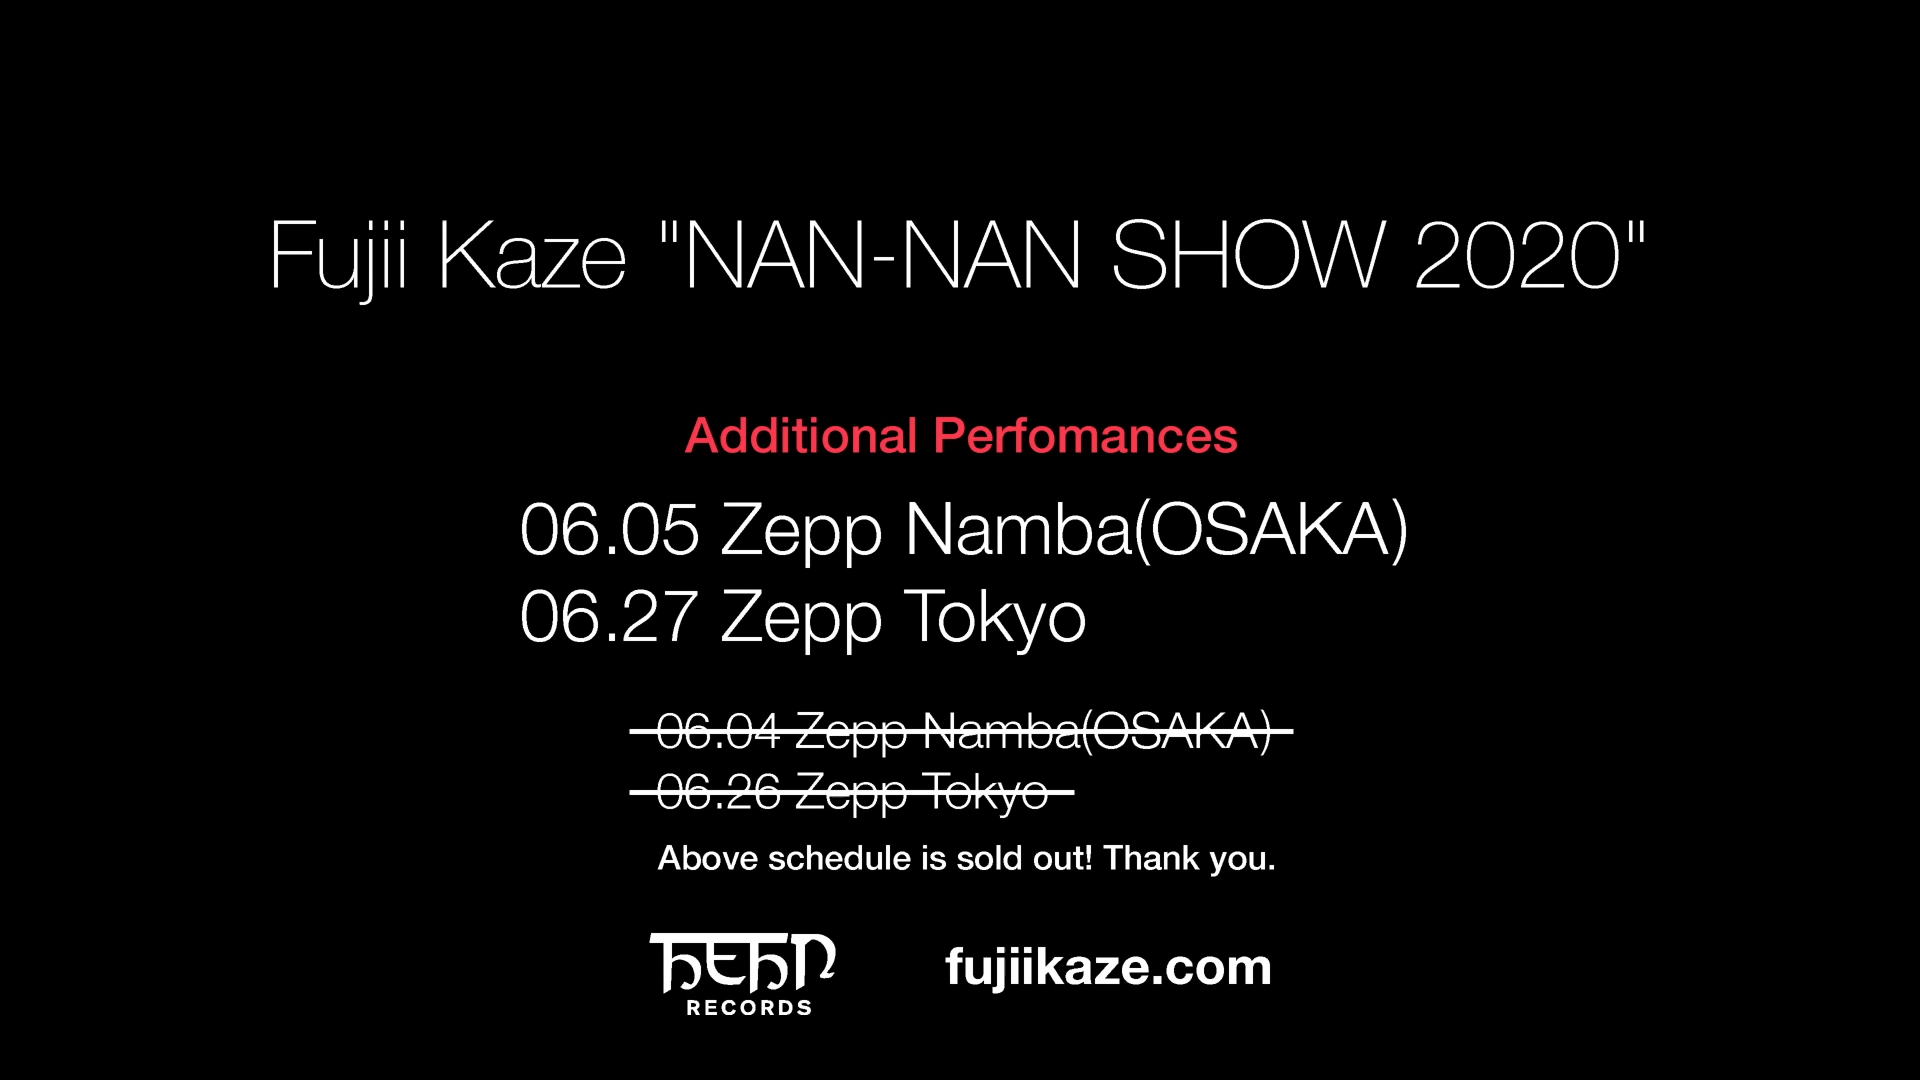 Fujii Kaze "NAN-NAN SHOW 2020"
Additional Perfomances
06.05 Zepp Namba(OSAKA)
06.27 Zepp Tokyo
06.04 Zepp Namba(OSAKA)
06.26 Zepp Tokyo
Above schedule is sold out! Thank you.
HEHN
RECORDS
fujiikaze.com